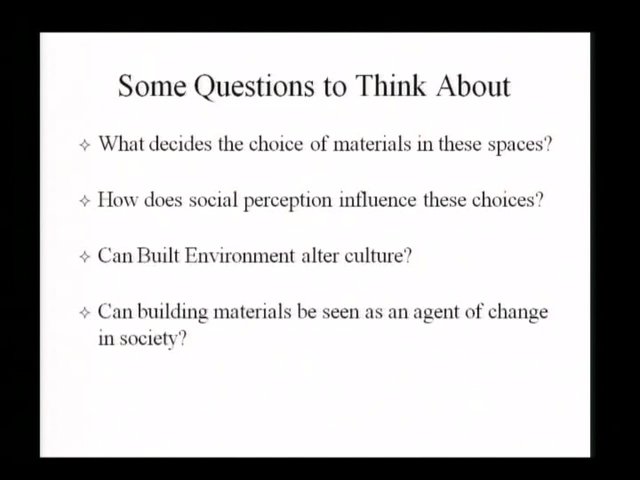 Some Questions to Think About
What decides the choice of materials in these spaces?
How does social perception influence these choices?
Can Built Environment alter culture?
Can building materials be seen as an agent of change
in society?